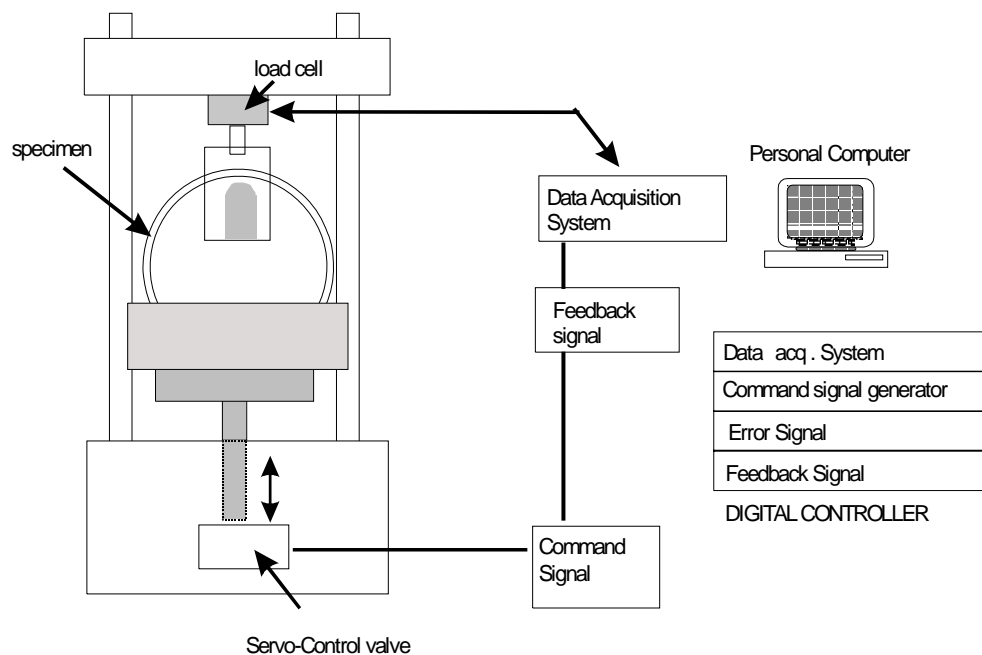 load cell
specimen
Personal Computer
Data Acquisition
System
Feedback
signal
Data acq . System
Command signal generator
Error Signal
Feedback Signal
DIGITAL CONTROLLER
Command
Signal
Servo-Control valve